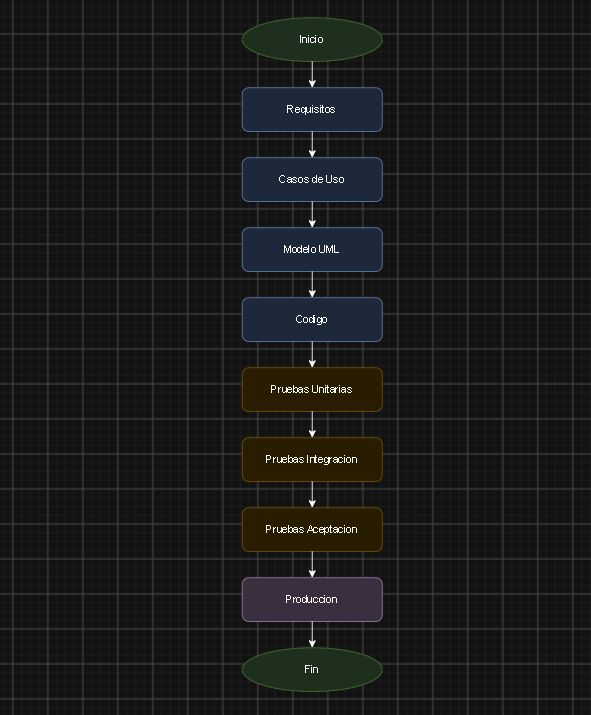 Inicio
Requisitos
Casos de Uso
Modelo UML
Codigo
Pruebas Unitarias
Pruebas Integracion
Pruebas Aceptacion
Produccion
Fin